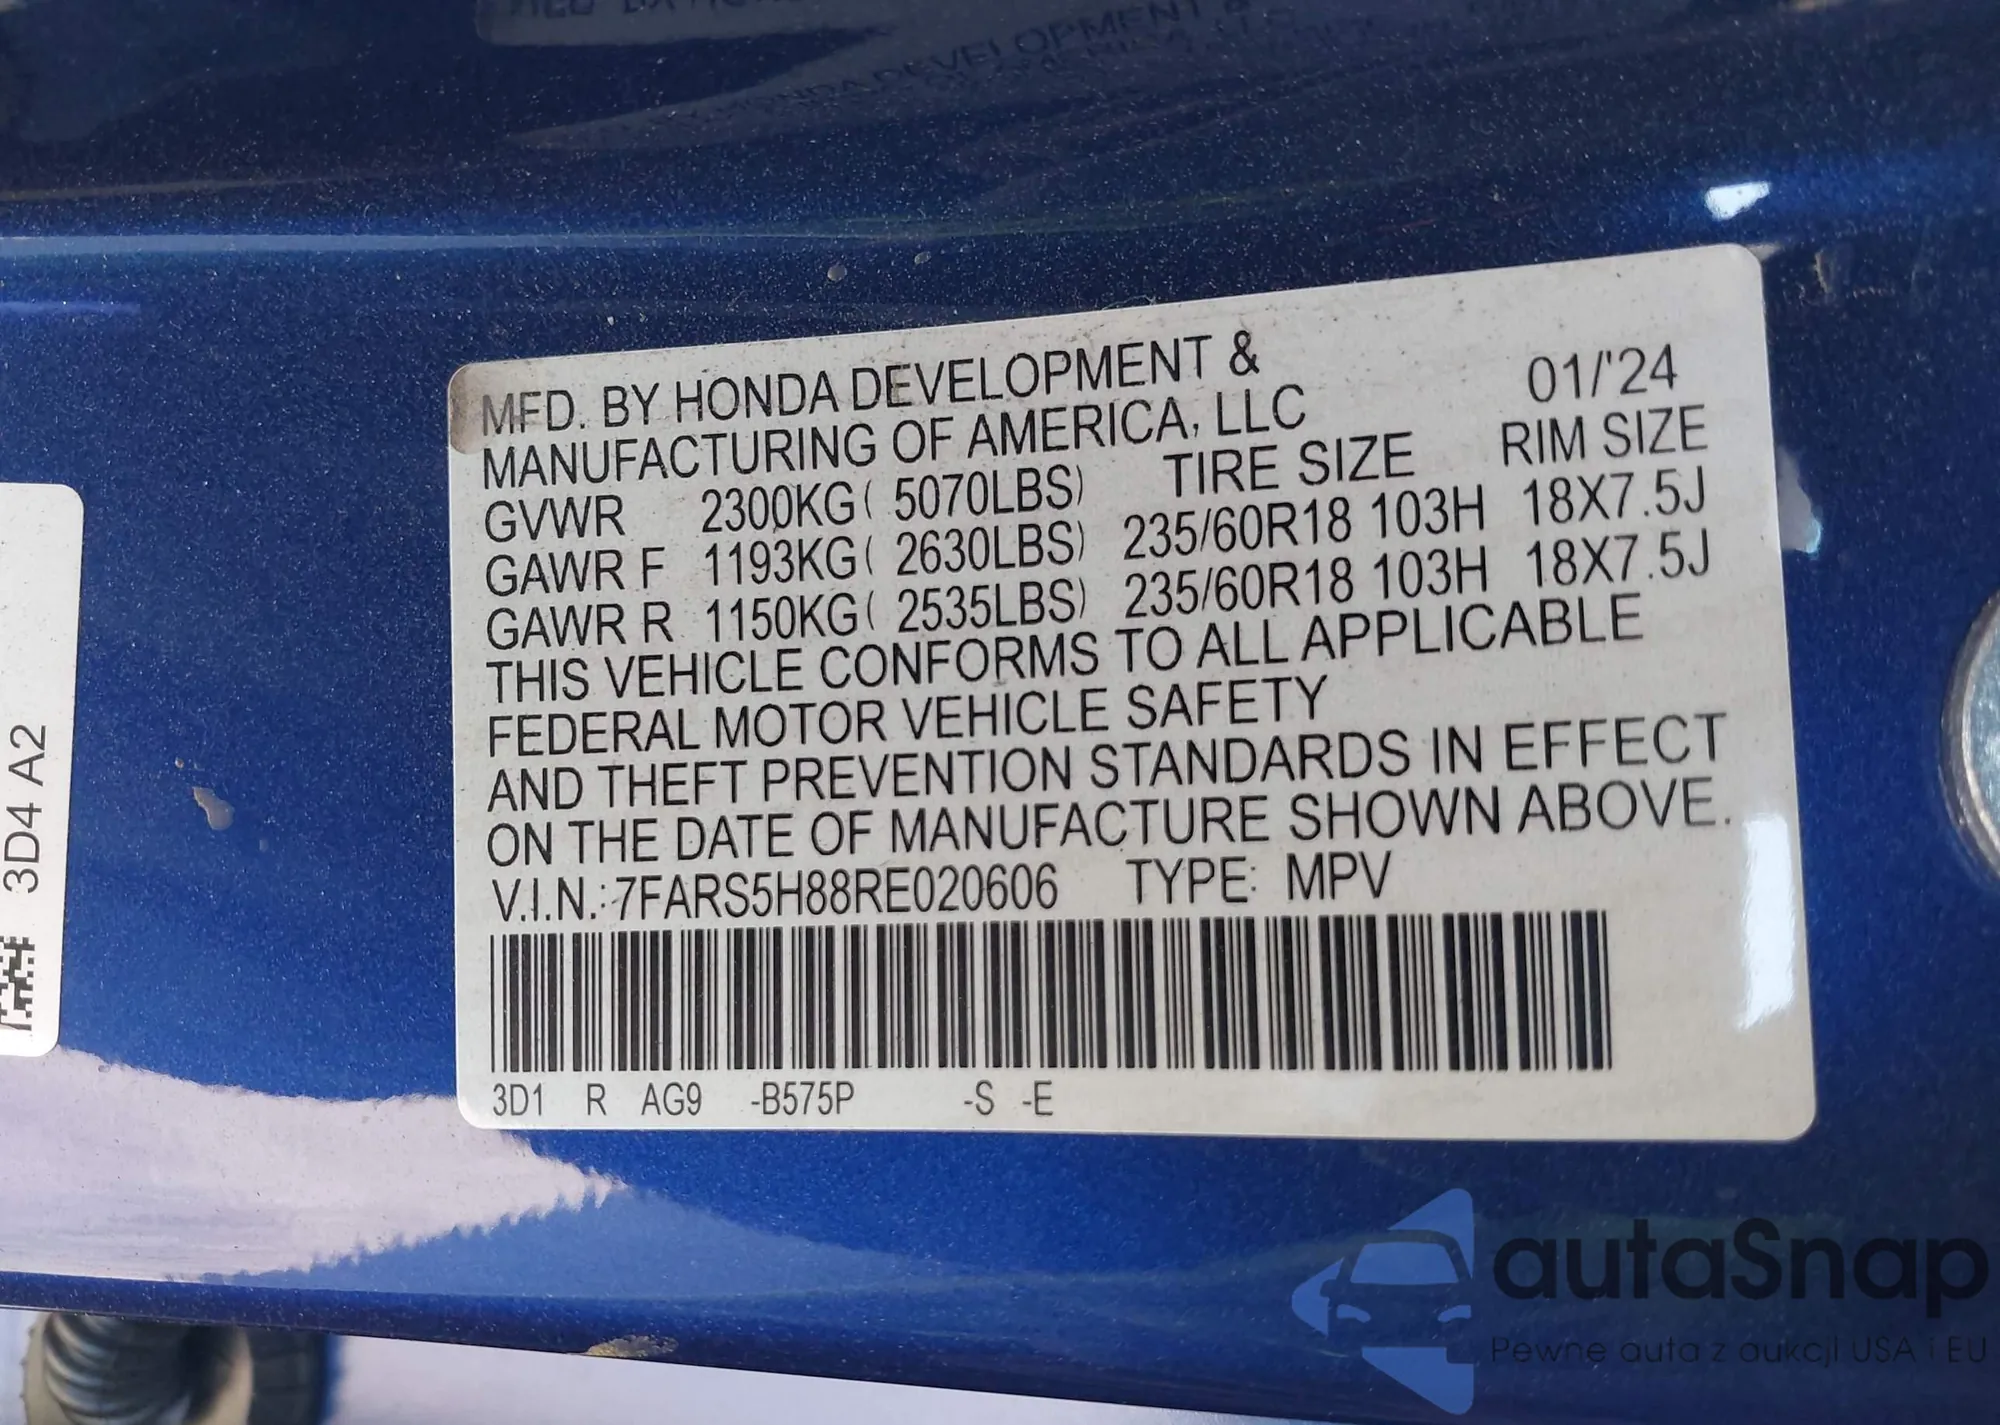 HONDA DEVELOPMENT &
MFD. BY HONDA DEVELOPMENT &
MANUFACTURING OF AMERICA, LLC 01/'24
GVWR 2300KG( 5070LBS) TIRE SIZE RIM SIZE
GAWR F 1193KG( 2630LBS) 235/60R18 103H 18X7.5J
GAWR R 1150KG( 2535LBS) 235/60R18 103H 18X7.5J
THIS VEHICLE CONFORMS TO ALL APPLICABLE
FEDERAL MOTOR VEHICLE SAFETY
AND THEFT PREVENTION STANDARDS IN EFFECT
ON THE DATE OF MANUFACTURE SHOWN ABOVE.
V.I.N.:7FARS5H88RE020606 TYPE: MPV
3D1 R AG9 -B575P -S -E
3D4 A2
autaSnap
Pewne auta z aukcji USA i EU